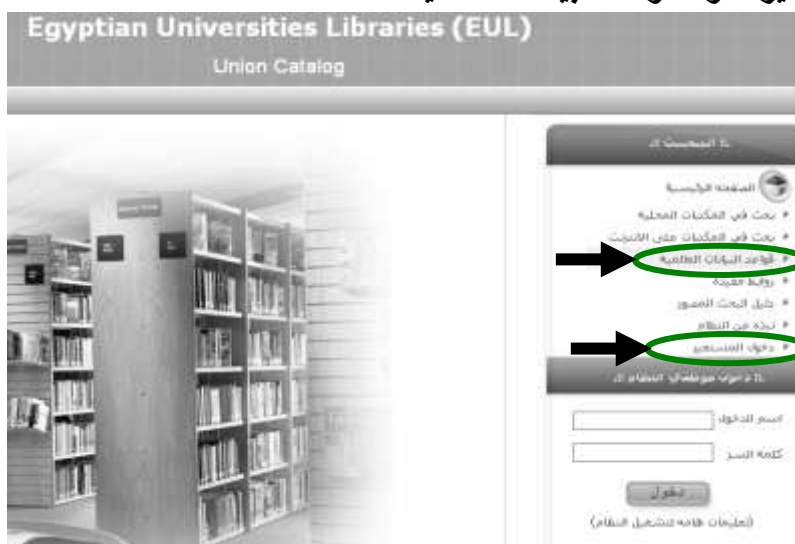 Egyptian Universities Libraries (EUL)
Union Catalog
البحث
الصفحة الرئيسية
بحث في المكتبات المحلية
بحث في المكتبات على الانترنت
قواعد البيانات العالمية
روابط مفيدة
دليل البحث المصور
نبذه عن النظام
دخول المستعير
دخول موظفي النظام
اسم الدخول
كلمة السر
دخول
(تعليمات هامه لتشغيل النظام)